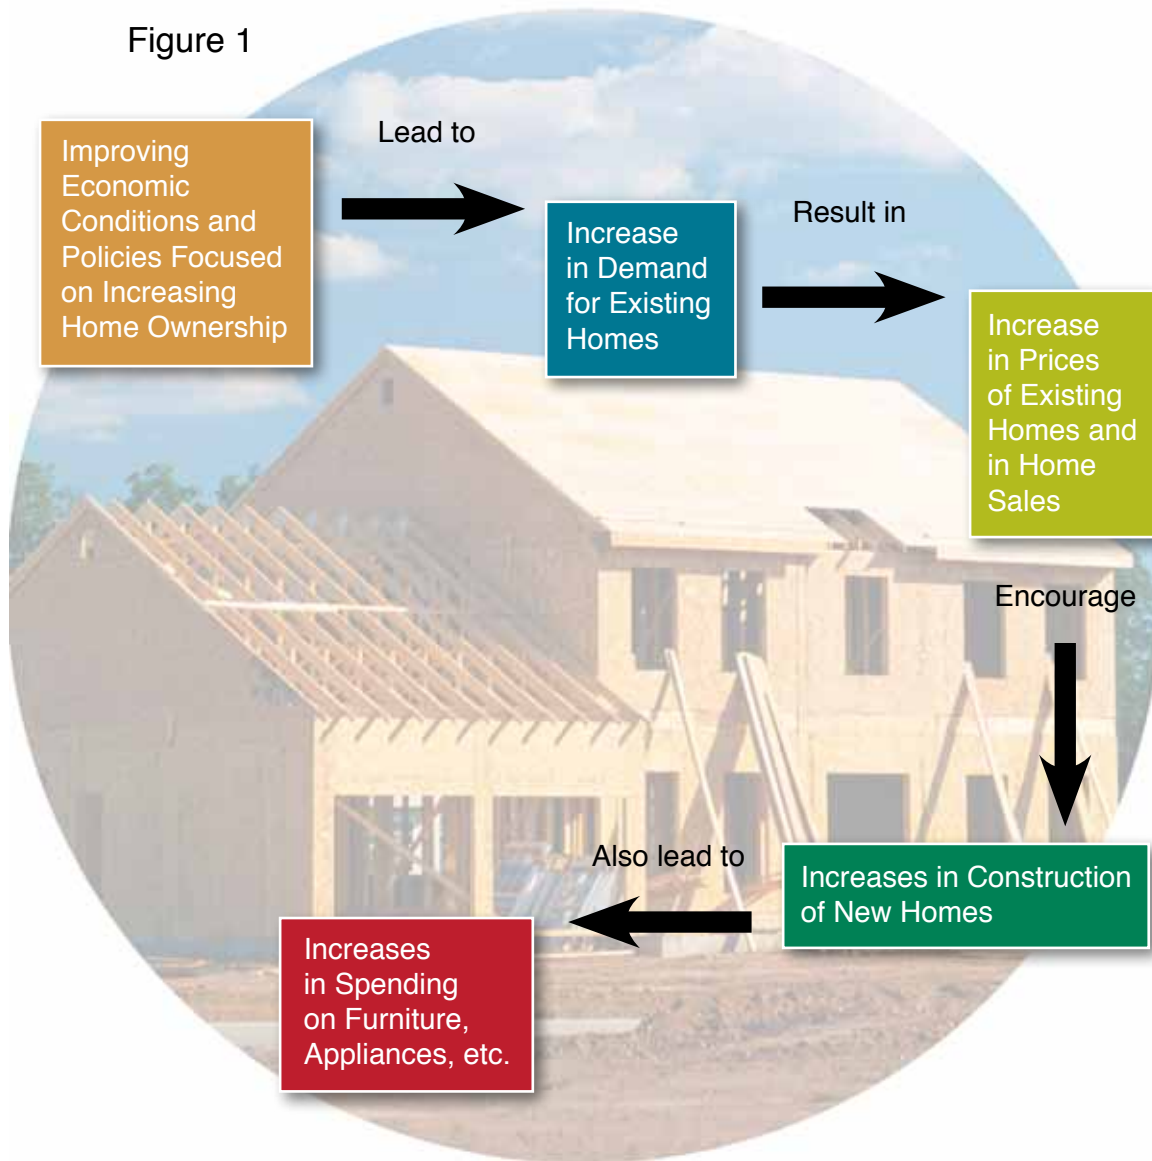 Figure 1
Improving
Economic
Conditions and
Policies Focused
on Increasing
Home Ownership
Lead to
Increase
in Demand
for Existing
Homes
Result in
Increase
in Prices
of Existing
Homes and
in Home
Sales
Encourage
Increases in Construction
of New Homes
Also lead to
Increases
in Spending
on Furniture,
Appliances, etc.